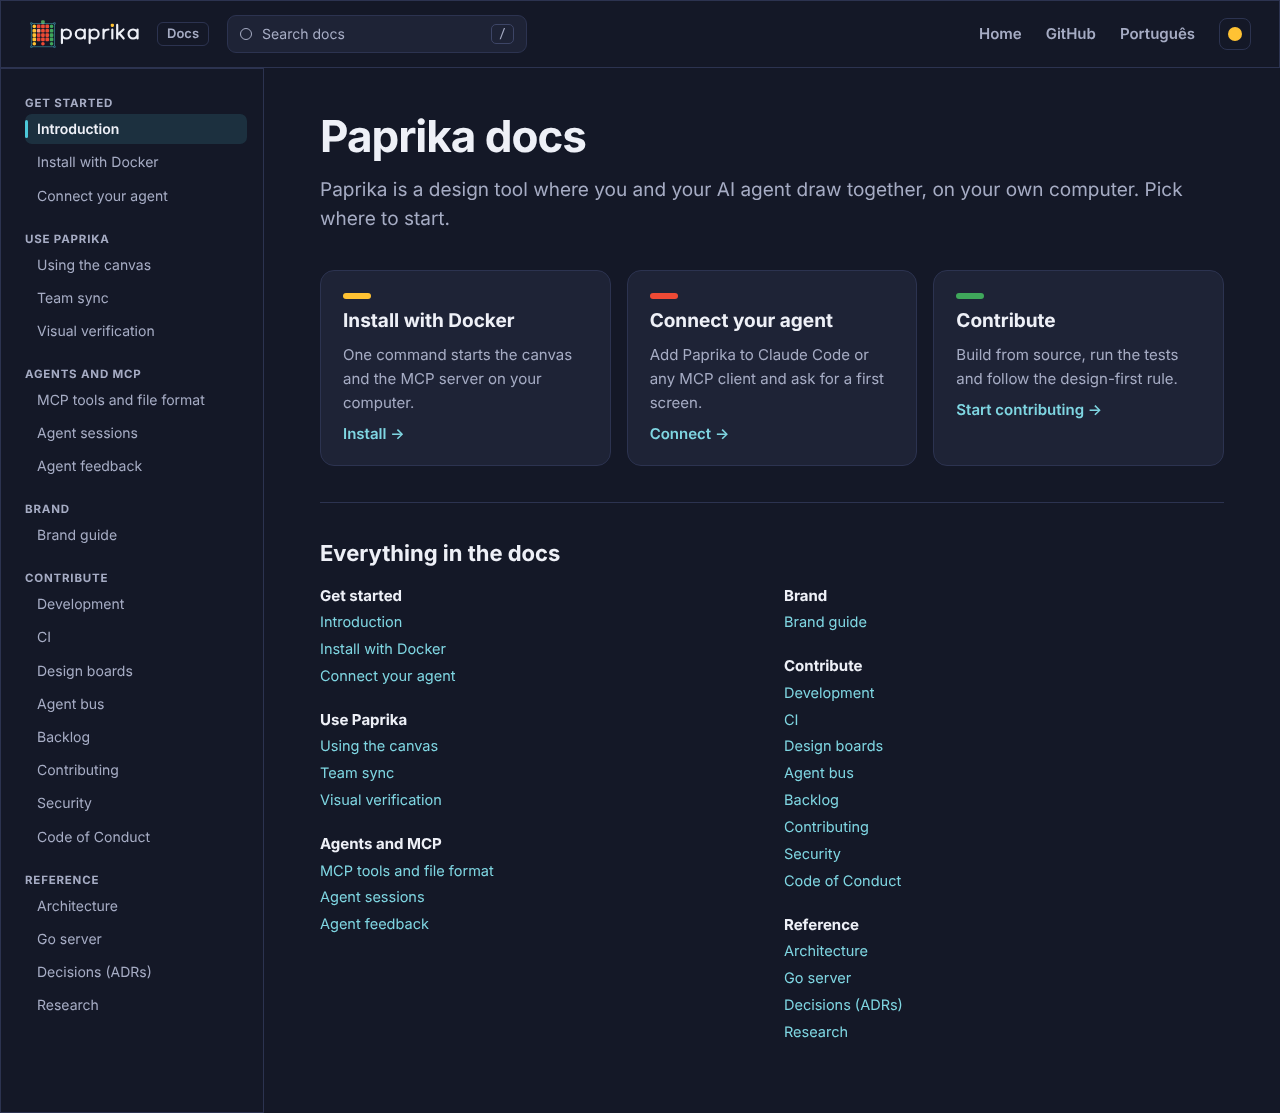 paprika
Docs
Search docs
/
Home
GitHub
Português
GET STARTED
Introduction
Install with Docker
Connect your agent
USE PAPRIKA
Using the canvas
Team sync
Visual verification
AGENTS AND MCP
MCP tools and file format
Agent sessions
Agent feedback
BRAND
Brand guide
CONTRIBUTE
Development
CI
Design boards
Agent bus
Backlog
Contributing
Security
Code of Conduct
REFERENCE
Architecture
Go server
Decisions (ADRs)
Research
Paprika docs
Paprika is a design tool where you and your AI agent draw together, on your own computer. Pick
where to start.
Install with Docker
One command starts the canvas
and the MCP server on your
computer.
Install →
Connect your agent
Add Paprika to Claude Code or
any MCP client and ask for a first
screen.
Connect →
Contribute
Build from source, run the tests
and follow the design-first rule.
Start contributing →
Everything in the docs
Get started
Introduction
Install with Docker
Connect your agent
Use Paprika
Using the canvas
Team sync
Visual verification
Agents and MCP
MCP tools and file format
Agent sessions
Agent feedback
Brand
Brand guide
Contribute
Development
CI
Design boards
Agent bus
Backlog
Contributing
Security
Code of Conduct
Reference
Architecture
Go server
Decisions (ADRs)
Research